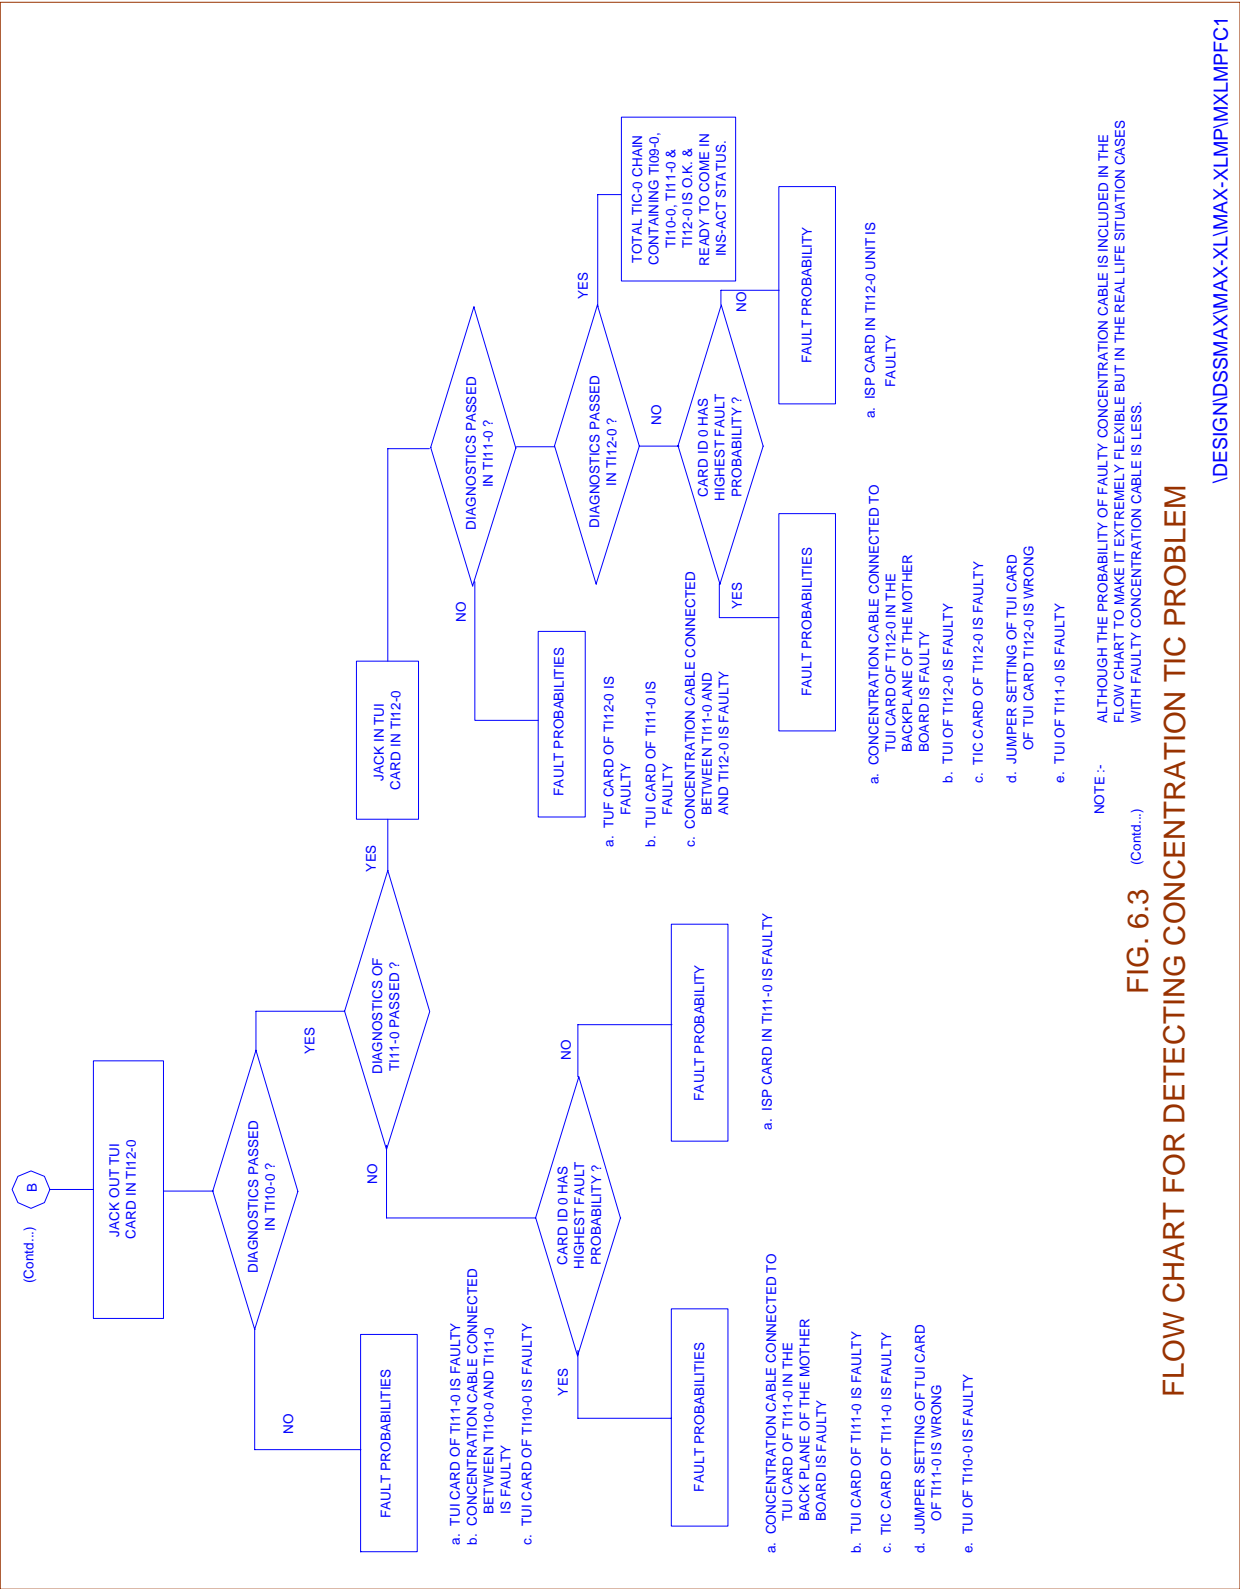 (Contd...)
B
JACK OUT TUI
CARD IN TI12-0
DIAGNOSTICS PASSED
IN TI10-0 ?
NO
YES
FAULT PROBABILITIES
a. TUI CARD OF TI11-0 IS FAULTY
b. CONCENTRATION CABLE CONNECTED
BETWEEN TI10-0 AND TI11-0
IS FAULTY
c. TUI CARD OF TI10-0 IS FAULTY
DIAGNOSTICS OF
TI11-0 PASSED ?
NO
YES
CARD ID 0 HAS
HIGHEST FAULT
PROBABILITY ?
YES
NO
FAULT PROBABILITIES
a. CONCENTRATION CABLE CONNECTED TO
TUI CARD OF TI11-0 IN THE
BACK PLANE OF THE MOTHER
BOARD IS FAULTY
b. TUI CARD OF TI11-0 IS FAULTY
c. TIC CARD OF TI11-0 IS FAULTY
d. JUMPER SETTING OF TUI CARD
OF TI11-0 IS WRONG
e. TUI OF TI10-0 IS FAULTY
FAULT PROBABILITY
a. ISP CARD IN TI11-0 IS FAULTY
JACK IN TUI
CARD IN TI12-0
DIAGNOSTICS PASSED
IN TI11-0 ?
NO
YES
FAULT PROBABILITIES
a. TUF CARD OF TI12-0 IS
FAULTY
b. TUI CARD OF TI11-0 IS
FAULTY
c. CONCENTRATION CABLE CONNECTED
BETWEEN TI11-0 AND
AND TI12-0 IS FAULTY
DIAGNOSTICS PASSED
IN TI12-0 ?
NO
TOTAL TIC-0 CHAIN
CONTAINING TI09-0,
TI10-0, TI11-0 &
TI12-0 IS O.K. &
READY TO COME IN
INS-ACT STATUS.
CARD ID 0 HAS
HIGHEST FAULT
PROBABILITY ?
YES
NO
FAULT PROBABILITIES
a. CONCENTRATION CABLE CONNECTED TO
TUI CARD OF TI12-0 IN THE
BACKPLANE OF THE MOTHER
BOARD IS FAULTY
b. TUI OF TI12-0 IS FAULTY
c. TIC CARD OF TI12-0 IS FAULTY
d. JUMPER SETTING OF TUI CARD
OF TUI CARD TI12-0 IS WRONG
e. TUI OF TI11-0 IS FAULTY
FAULT PROBABILITY
a. ISP CARD IN TI12-0 UNIT IS
FAULTY
NOTE :- ALTHOUGH THE PROBABILITY OF FAULTY CONCENTRATION CABLE IS INCLUDED IN THE
FLOW CHART TO MAKE IT EXTREMELY FLEXIBLE BUT IN THE REAL LIFE SITUATION CASES
WITH FAULTY CONCENTRATION CABLE IS LESS.
FIG. 6.3 (Contd...)
FLOW CHART FOR DETECTING CONCENTRATION TIC PROBLEM
\DESIGN\DSSMAX\MAX-XL\MAX-XLMP\MXLMPFC1